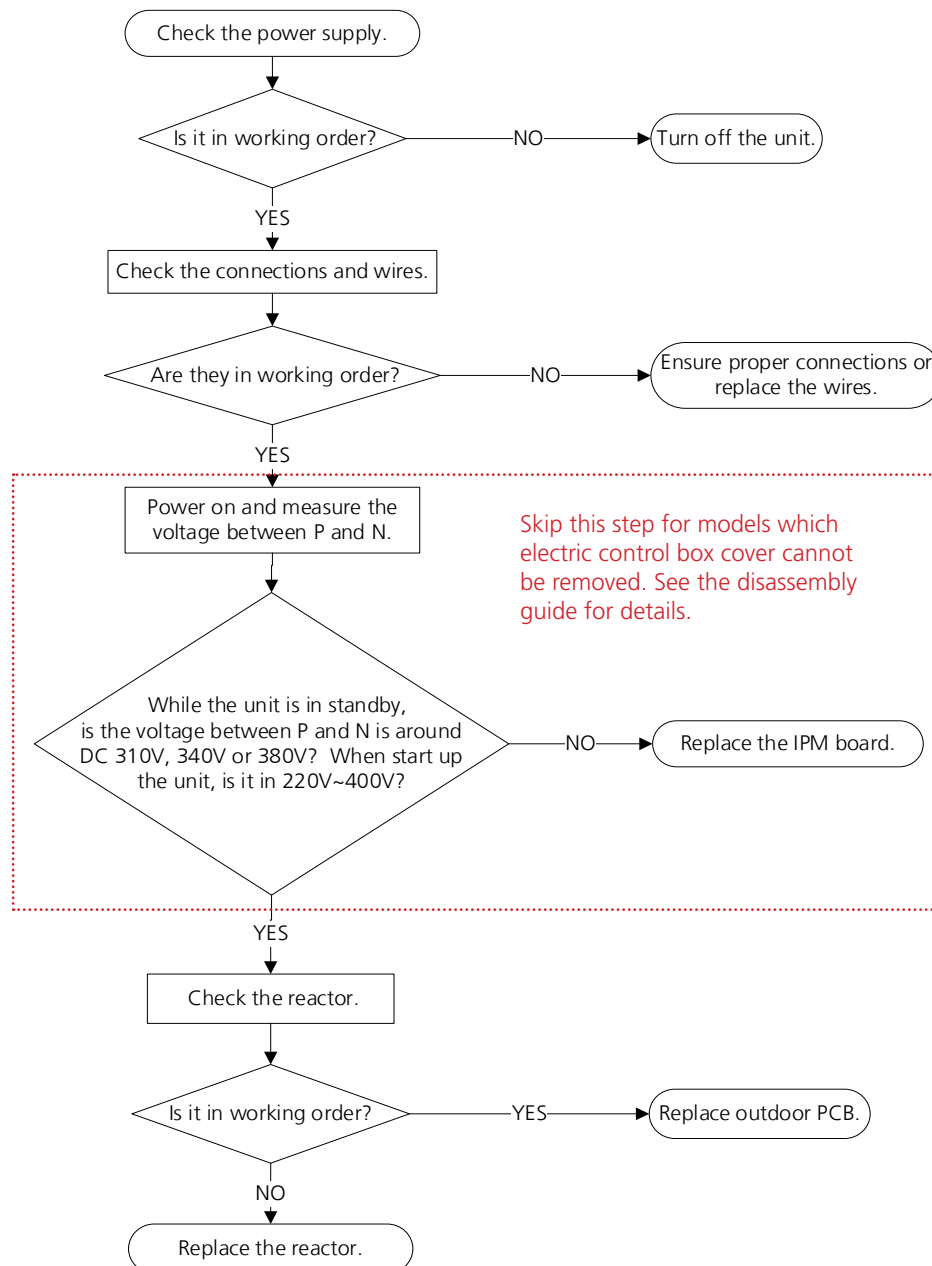 Check the power supply.
Is it in working order?
NO
Turn off the unit.
YES
Check the connections and wires.
Are they in working order?
NO
Ensure proper connections or
replace the wires.
YES
Power on and measure the
voltage between P and N.
Skip this step for models which
electric control box cover cannot
be removed. See the disassembly
guide for details.
While the unit is in standby,
is the voltage between P and N is around
DC 310V, 340V or 380V? When start up
the unit, is it in 220V~400V?
NO
Replace the IPM board.
YES
Check the reactor.
Is it in working order?
YES
Replace outdoor PCB.
NO
Replace the reactor.